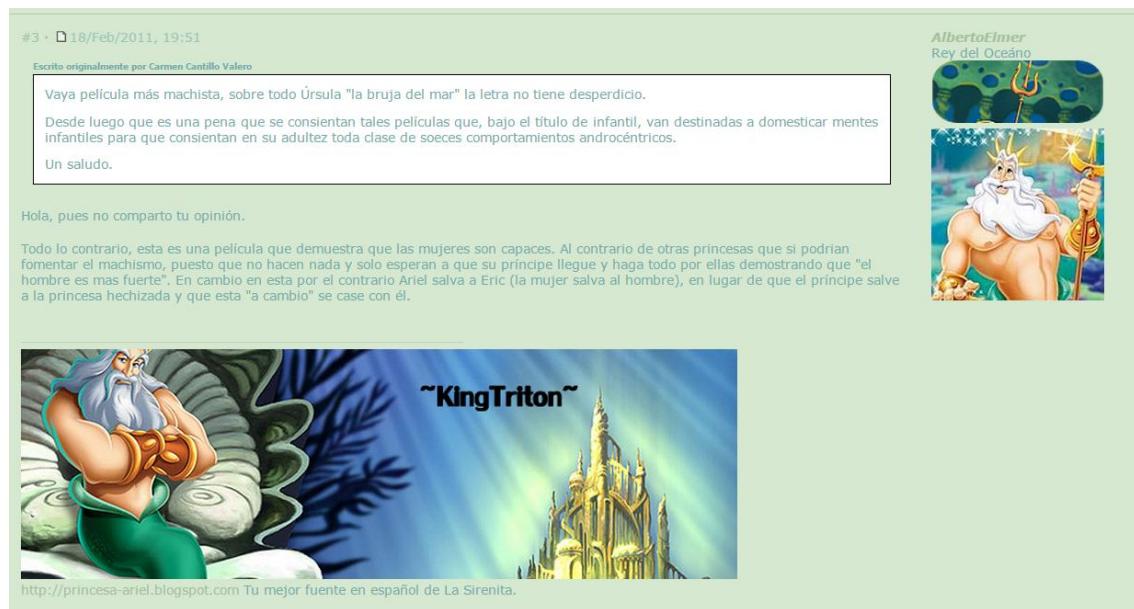 #3 · 18/Feb/2011, 19:51
Escrito originalmente por Carmen Cantillo Valero
Vaya película más machista, sobre todo Úrsula "la bruja del mar" la letra no tiene desperdicio.
Desde luego que es una pena que se consientan tales películas que, bajo el título de infantil, van destinadas a domesticar mentes
infantiles para que consientan en su adultez toda clase de soeces comportamientos androcéntricos.
Un saludo.
Hola, pues no comparto tu opinión.
Todo lo contrario, esta es una película que demuestra que las mujeres son capaces. Al contrario de otras princesas que si podrian
fomentar el machismo, puesto que no hacen nada y solo esperan a que su príncipe llegue y haga todo por ellas demostrando que "el
hombre es mas fuerte". En cambio en esta por el contrario Ariel salva a Eric (la mujer salva al hombre), en lugar de que el príncipe salve
a la princesa hechizada y que esta "a cambio" se case con él.
AlbertoElmer
Rey del Oceáno
~KingTriton~
http://princesa-ariel.blogspot.com Tu mejor fuente en español de La Sirenita.